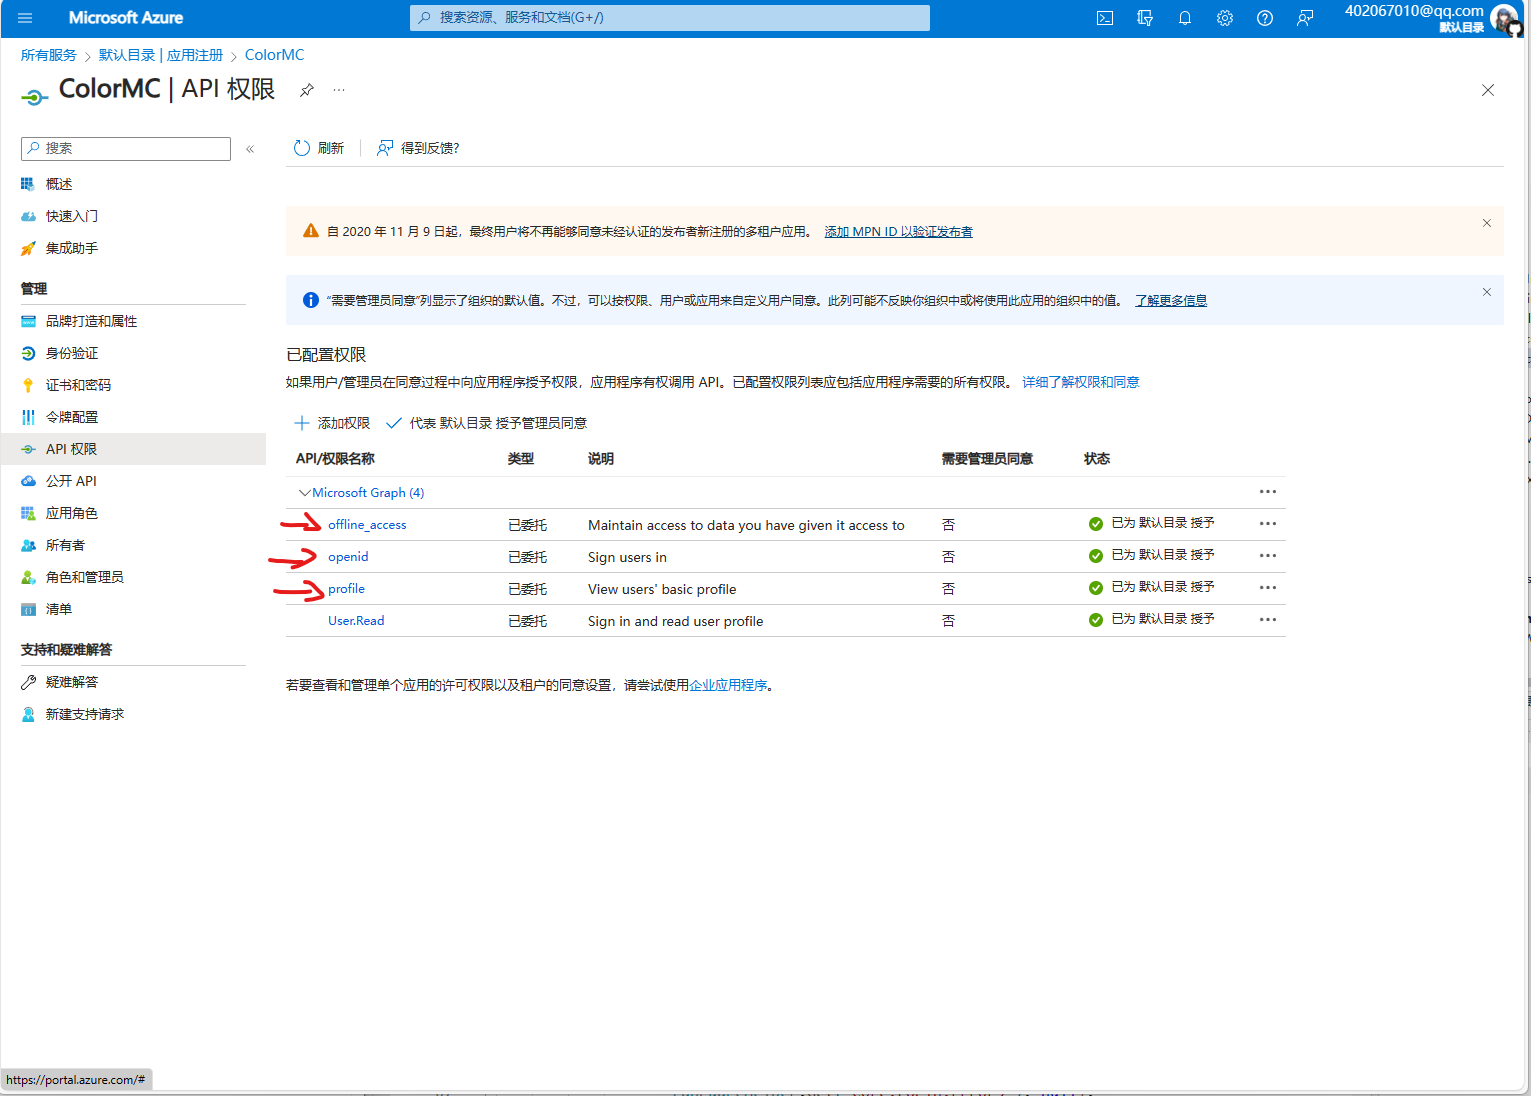 Microsoft Azure
搜索资源、服务和文档(G+/)
402067010@qq.com
默认目录
所有服务 > 默认目录 | 应用注册 > ColorMC
ColorMC | API 权限
搜索
刷新
得到反馈?
概述
快速入门
集成助手
管理
品牌打造和属性
身份验证
证书和密码
令牌配置
API 权限
公开 API
应用角色
所有者
角色和管理员
清单
支持和疑难解答
疑难解答
新建支持请求
自 2020 年 11 月 9 日起，最终用户将不再能够同意未经认证的发布者新注册的多租户应用。 添加 MPN ID 以验证发布者
“需要管理员同意”列显示了组织的默认值。不过，可以按权限、用户或应用来自定义用户同意。此列可能不反映你组织中或将使用此应用的组织中的值。 了解更多信息
已配置权限
如果用户/管理员在同意过程中向应用程序授予权限，应用程序有权调用 API。已配置权限列表应包括应用程序需要的所有权限。 详细了解权限和同意
添加权限 代表 默认目录 授予管理员同意
API/权限名称 类型 说明 需要管理员同意 状态
Microsoft Graph (4)
offline_access 已委托 Maintain access to data you have given it access to 否 已为 默认目录 授予
openid 已委托 Sign users in 否 已为 默认目录 授予
profile 已委托 View users' basic profile 否 已为 默认目录 授予
User.Read 已委托 Sign in and read user profile 否 已为 默认目录 授予
若要查看和管理单个应用的许可权限以及租户的同意设置，请尝试使用企业应用程序。
https://portal.azure.com/#